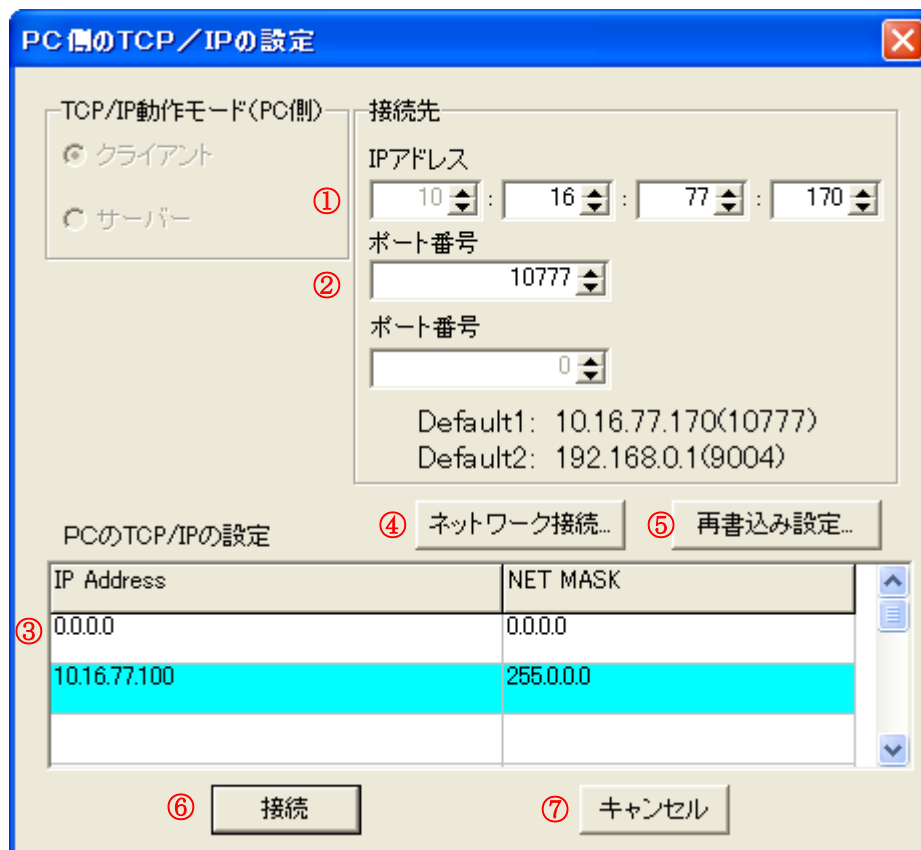 PC側のTCP／IPの設定
TCP/IP動作モード(PC側)
クライアント
サーバー
接続先
IPアドレス
① 10 : 16 : 77 : 170
ポート番号
② 10777
ポート番号
0
Default1: 10.16.77.170(10777)
Default2: 192.168.0.1(9004)
④ ネットワーク接続... ⑤ 再書込み設定...
PCのTCP/IPの設定
IP Address NET MASK
③ 0.0.0.0 0.0.0.0
10.16.77.100 255.0.0.0
⑥ 接続 ⑦ キャンセル